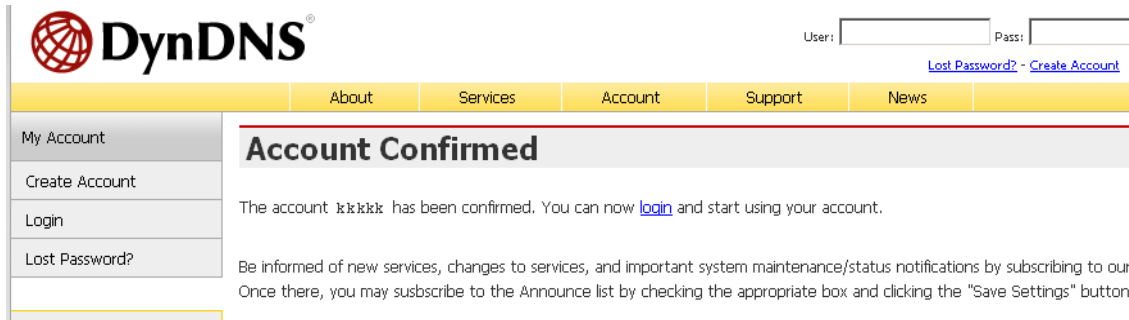 DynDNS®
User: Pass:
Lost Password? - Create Account
About Services Account Support News
My Account
Create Account
Login
Lost Password?
Account Confirmed
The account kkkkk has been confirmed. You can now login and start using your account.
Be informed of new services, changes to services, and important system maintenance/status notifications by subscribing to our
Once there, you may susbscribe to the Announce list by checking the appropriate box and clicking the "Save Settings" button